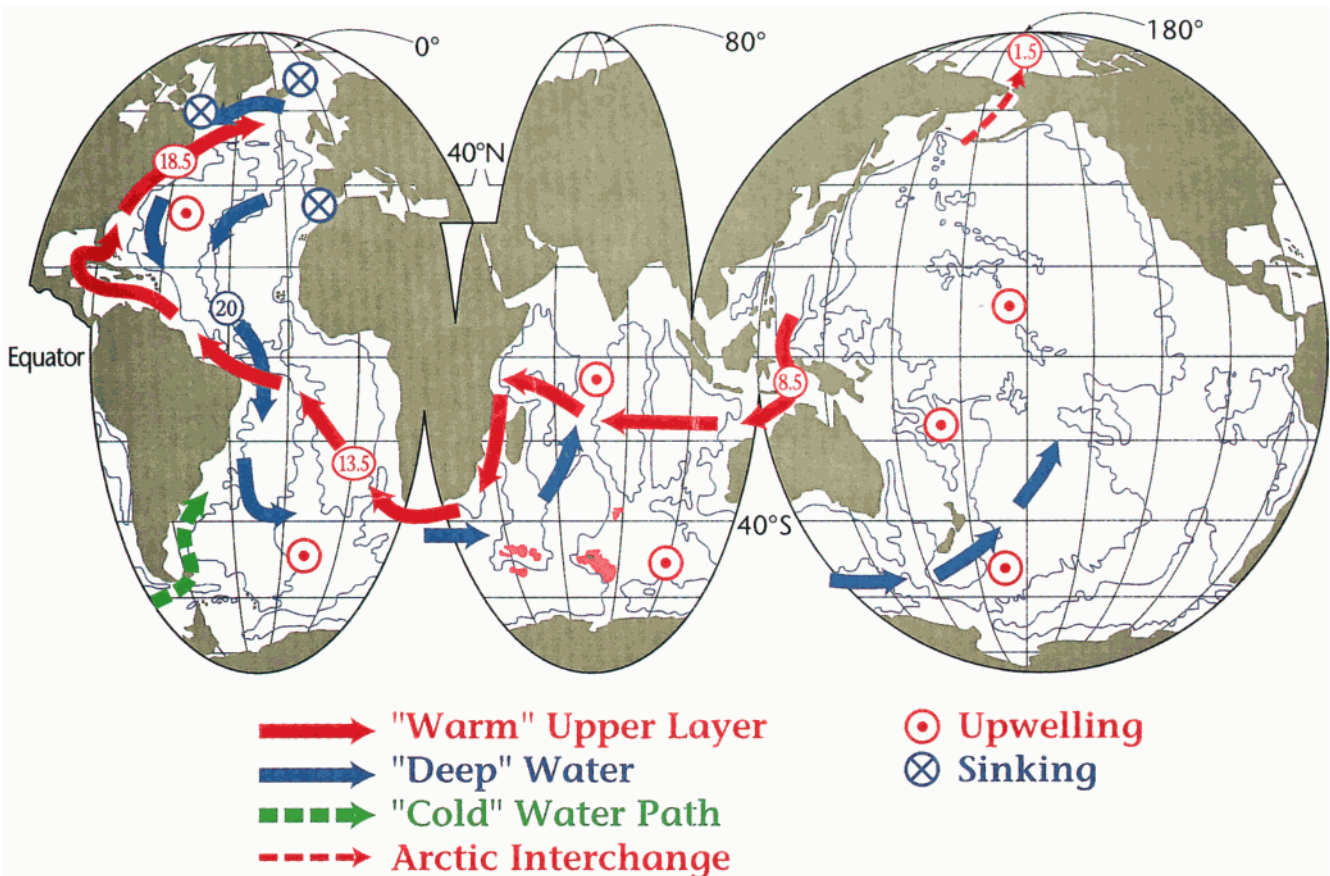 0°
80°
180°
1.5
18.5
40°N
20
Equator
8.5
13.5
40°S
"Warm" Upper Layer
"Deep" Water
"Cold" Water Path
Arctic Interchange
Upwelling
Sinking